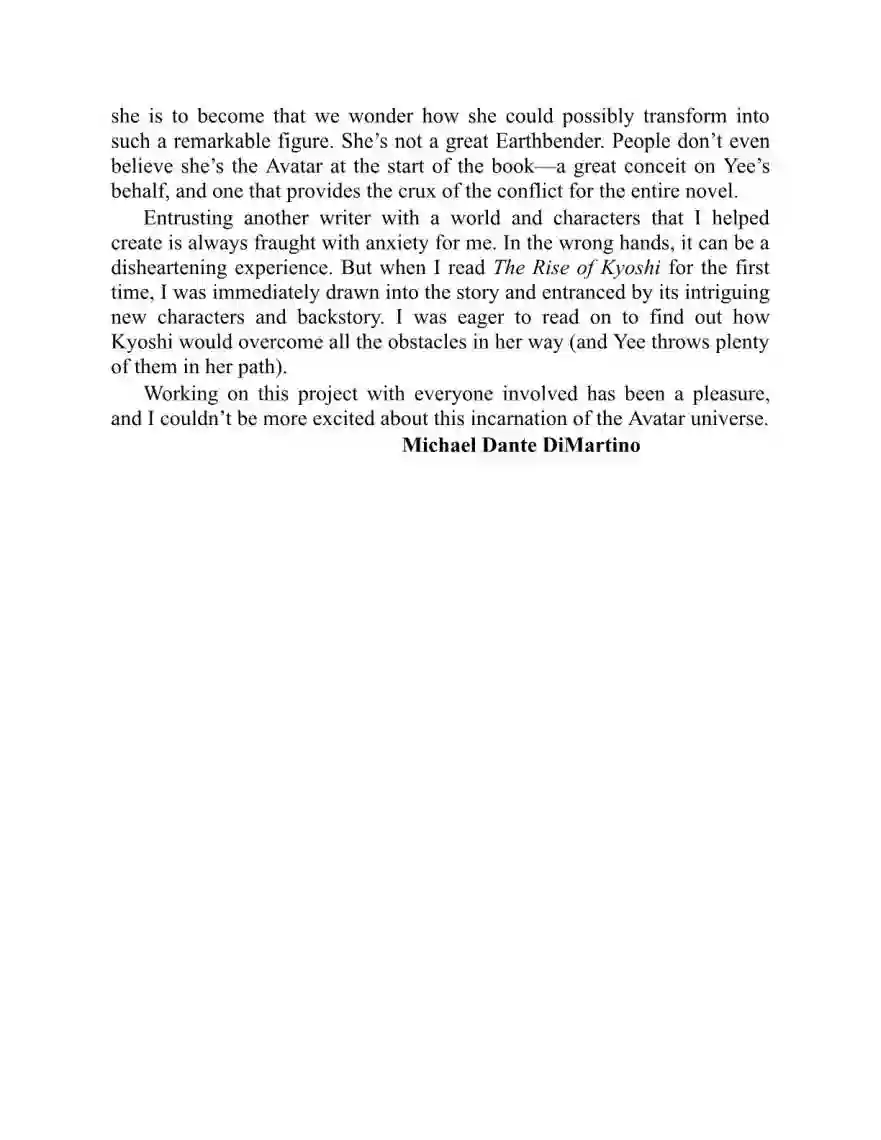 she is to become that we wonder how she could possibly transform into
such a remarkable figure. She’s not a great Earthbender. People don’t even
believe she’s the Avatar at the start of the book—a great conceit on Yee’s
behalf, and one that provides the crux of the conflict for the entire novel.
Entrusting another writer with a world and characters that I helped
create is always fraught with anxiety for me. In the wrong hands, it can be a
disheartening experience. But when I read The Rise of Kyoshi for the first
time, I was immediately drawn into the story and entranced by its intriguing
new characters and backstory. I was eager to read on to find out how
Kyoshi would overcome all the obstacles in her way (and Yee throws plenty
of them in her path).
Working on this project with everyone involved has been a pleasure,
and I couldn’t be more excited about this incarnation of the Avatar universe.
Michael Dante DiMartino